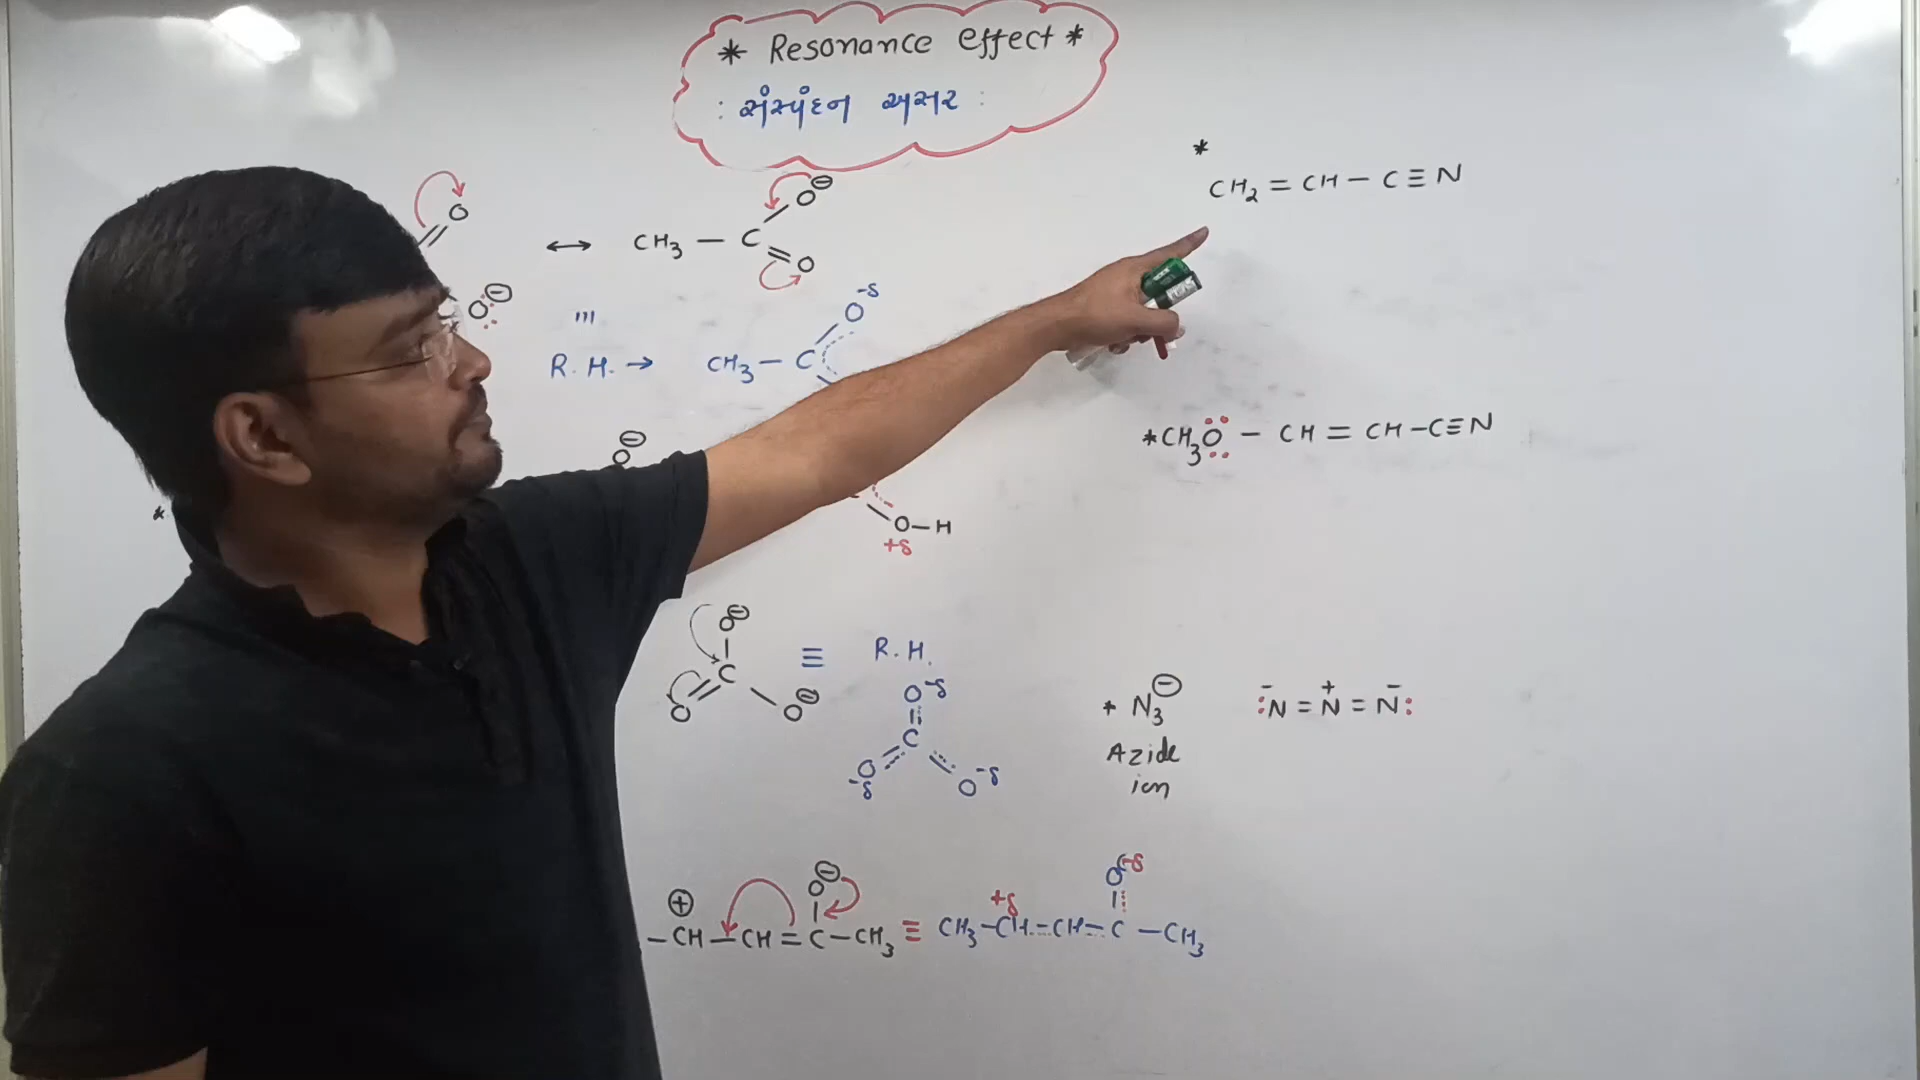 * Resonance effect *
: સંસ્પંદન અસર :
O
O⊖
↔ CH₃ — C
O⊖
O
'''
R. H. → CH₃ — C
O⁻ᵟ
⊖
O
*
O—H
+δ
O⊖
C
O
O⊖
≡ R. H.
O⁻ᵟ
C
O
-δ
O⁻ᵟ
⊕
O⊖
—CH—CH=C—CH₃ ≡ CH₃—CH—CH—C—CH₃
+δ
O⁻ᵟ
*
CH₂ = CH — C ≡ N
*CH₃O — CH = CH —C≡N
* N₃⊖
Azide
ion
:N⁻ = N⁺ = N⁻: